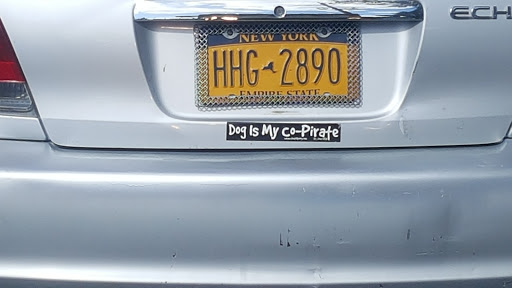 ECH
NEW YORK
HHG 2890
EMPIRE STATE
Dog Is My Co-Pirate